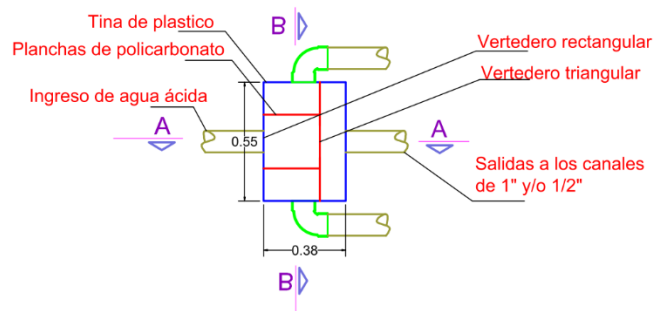 B
Tina de plastico
Planchas de policarbonato
Ingreso de agua ácida
Vertedero rectangular
Vertedero triangular
A
A
0.55
Salidas a los canales
de 1" y/o 1/2"
0.38
B